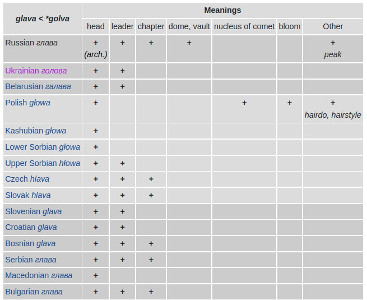 glava < *golva
Meanings
head leader chapter dome, vault nucleus of comet bloom Other
Russian глава + + + + +
(arch.) peak
Ukrainian голова + +
Belarusian галава + +
Polish głowa + + + +
hairdo, hairstyle
Kashubian głowa +
Lower Sorbian głowa +
Upper Sorbian hłowa + +
Czech hlava + + +
Slovak hlava + + +
Slovenian glava + +
Croatian glava + +
Bosnian glava + + +
Serbian глава + + +
Macedonian глава +
Bulgarian глава + + +